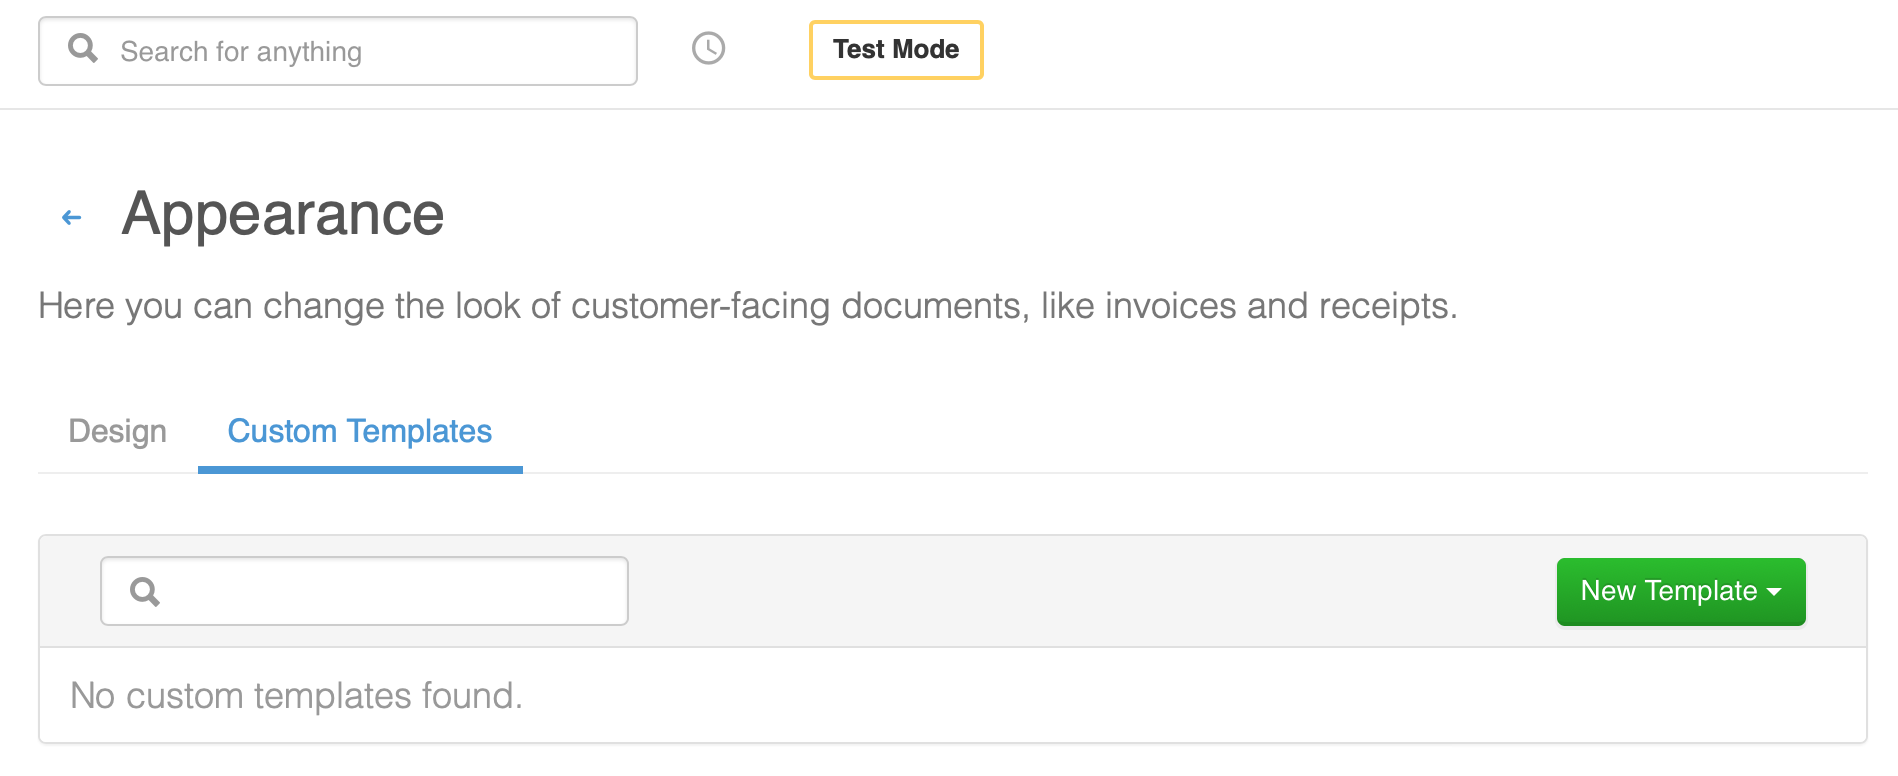 Search for anything
Test Mode
Appearance
Here you can change the look of customer-facing documents, like invoices and receipts.
Design
Custom Templates
New Template
No custom templates found.